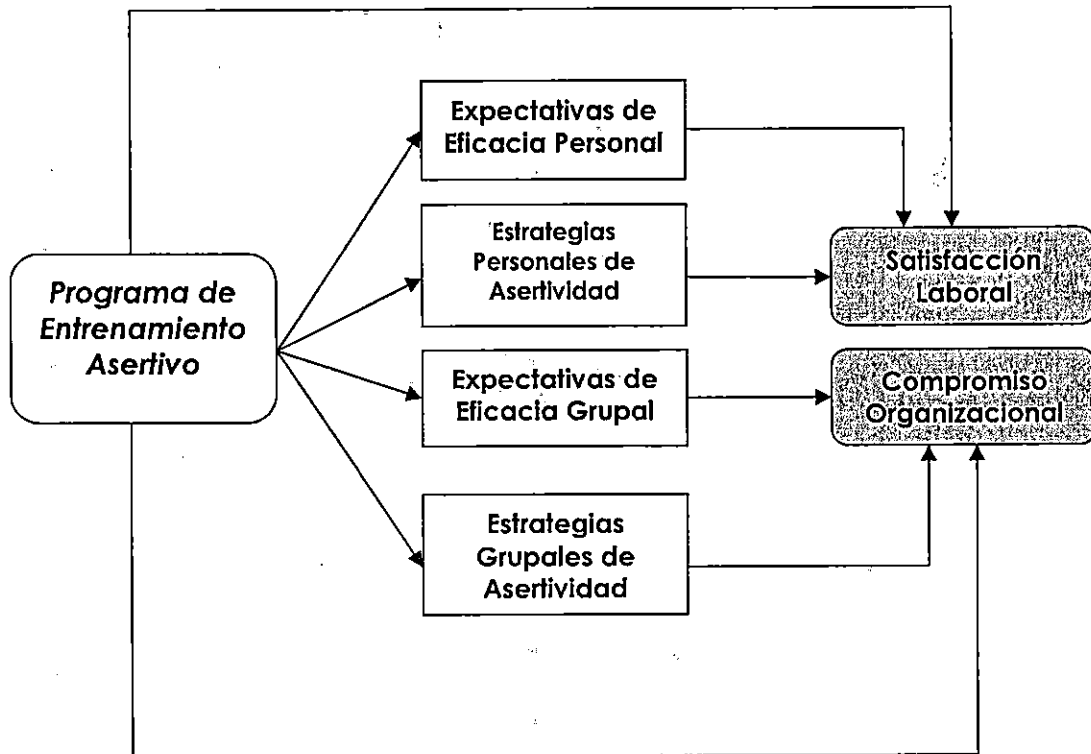 Expectativas de
Eficacia Personal
Estrategias
Personales de
Asertividad
Satisfacción
Laboral
Programa de
Entrenamiento
Asertivo
Expectativas de
Eficacia Grupal
Compromiso
Organizacional
Estrategias
Grupales de
Asertividad